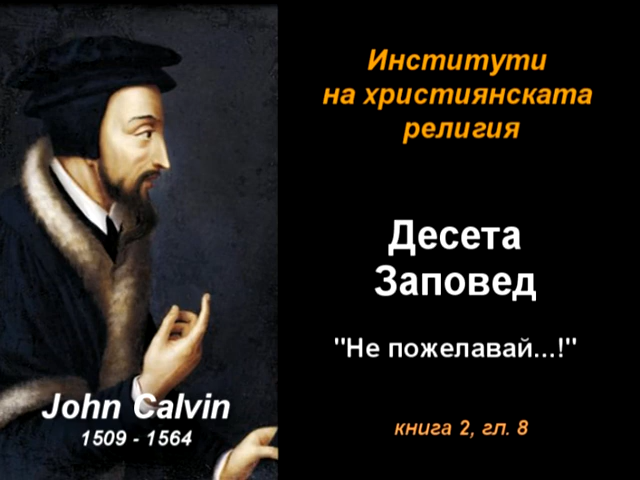 Институти
на християнската
религия
Десета
Заповед
"Не пожелавай...!"
книга 2, гл. 8
John Calvin
1509 - 1564